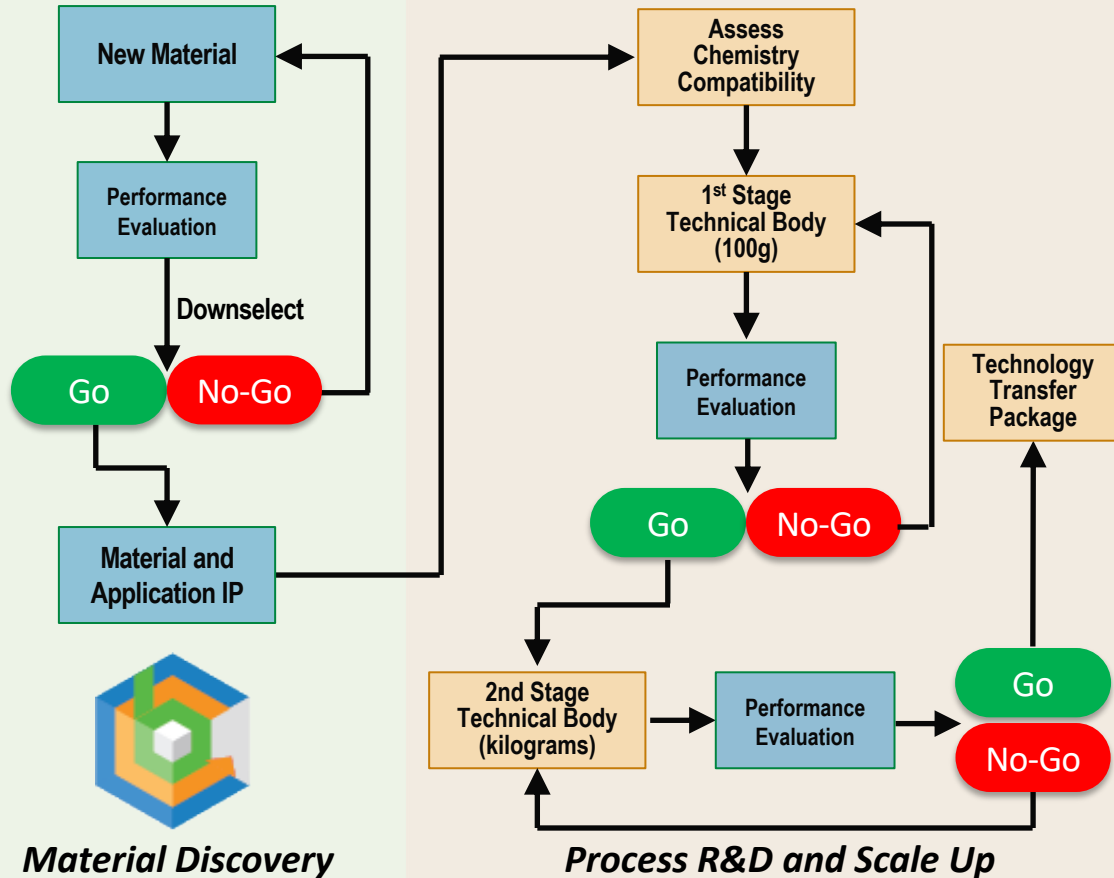 New Material
Performance
Evaluation
Downselect
Go
No-Go
Material and
Application IP
Material Discovery
Assess
Chemistry
Compatibility
1st Stage
Technical Body
(100g)
Performance
Evaluation
Go
No-Go
2nd Stage
Technical Body
(kilograms)
Performance
Evaluation
Go
No-Go
Technology
Transfer
Package
Process R&D and Scale Up